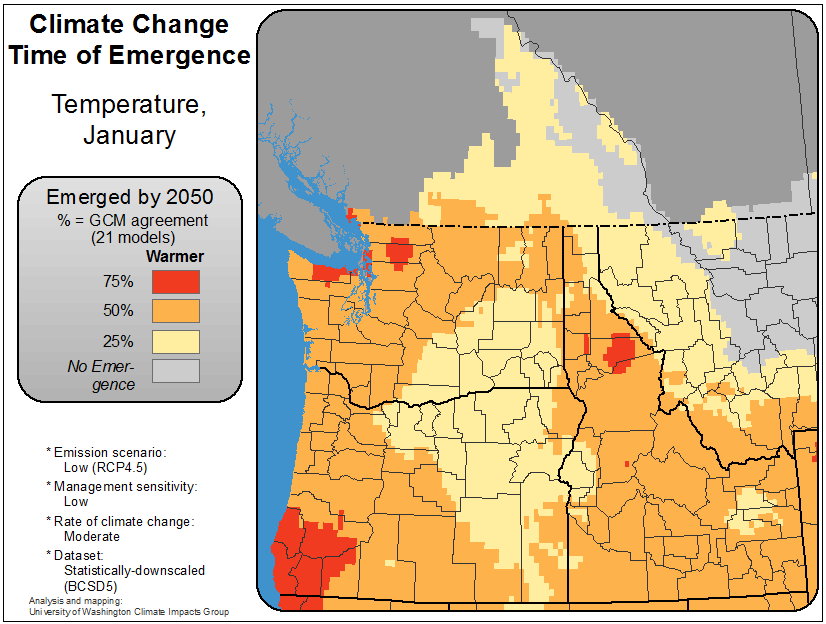 Climate Change
Time of Emergence
Temperature,
January
Emerged by 2050
% = GCM agreement
(21 models)
Warmer
75%
50%
25%
No Emer-
gence
* Emission scenario:
Low (RCP4.5)
* Management sensitivity:
Low
* Rate of climate change:
Moderate
* Dataset:
Statistically-downscaled
(BCSD5)
Analysis and mapping:
University of Washington Climate Impacts Group